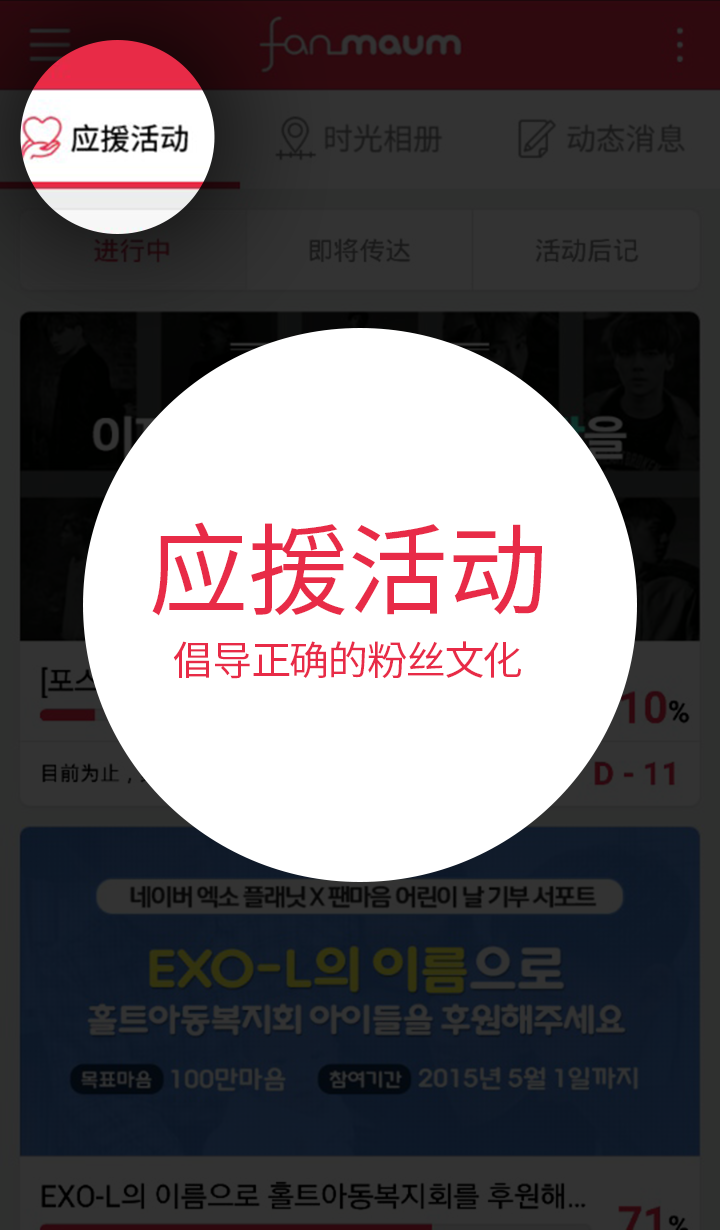 fanmaum
应援活动
时光相册
动态消息
进行中
即将传达
活动后记
을
应援活动
倡导正确的粉丝文化
[포스
10%
目前为止，
D - 11
네이버 엑소 플래닛 X 팬마음 어린이 날 기부 서포트
EXO-L의 이름으로
홀트아동복지회 아이들을 후원해주세요
목표마음 100만마음 참여기간 2015년 5월 1일까지
EXO-L의 이름으로 홀트아동복지회를 후원해...
71%